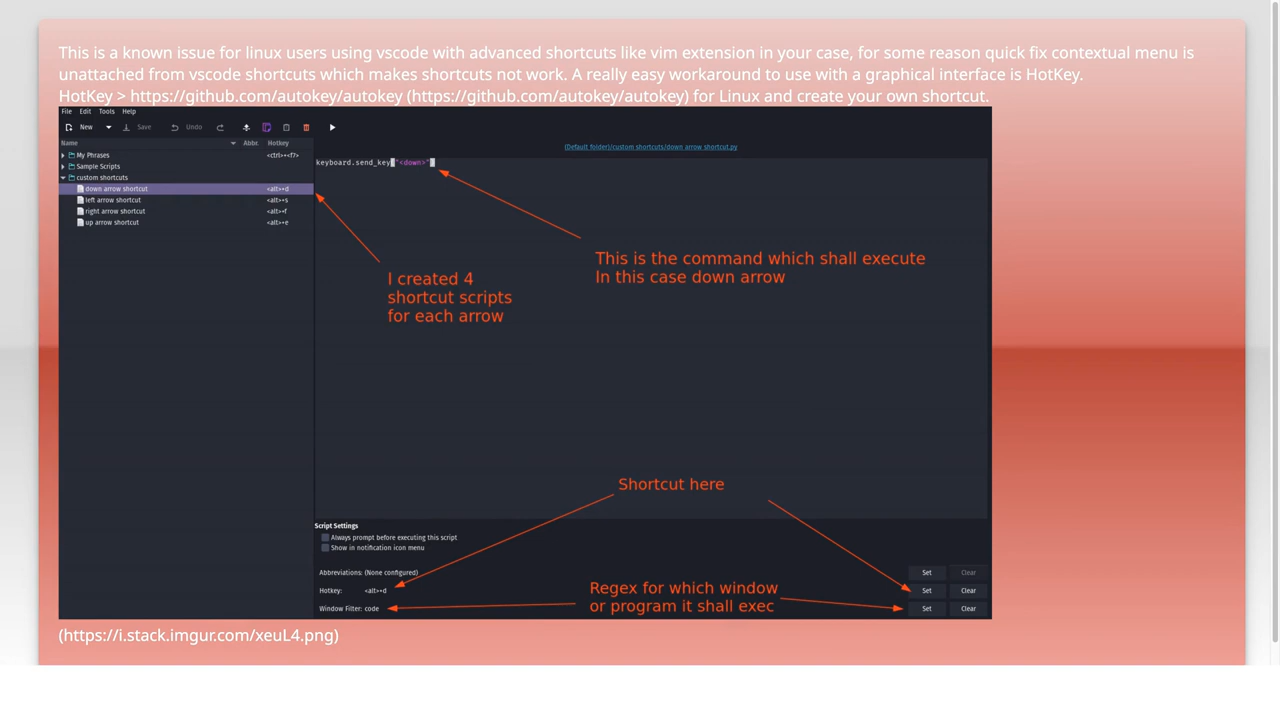 This is a known issue for linux users using vscode with advanced shortcuts like vim extension in your case, for some reason quick fix contextual menu is
unattached from vscode shortcuts which makes shortcuts not work. A really easy workaround to use with a graphical interface is HotKey.
HotKey > https://github.com/autokey/autokey (https://github.com/autokey/autokey) for Linux and create your own shortcut.
File Edit Tools Help
New Save Undo
Name Abbr. Hotkey
(Default folder)/custom shortcuts/down arrow shortcut.py
My Phrases <ctrl>+<f7>
Sample Scripts
custom shortcuts
down arrow shortcut <alt>+d
left arrow shortcut <alt>+s
right arrow shortcut <alt>+f
up arrow shortcut <alt>+e
keyboard.send_key("<down>")
This is the command which shall execute
In this case down arrow
I created 4
shortcut scripts
for each arrow
Shortcut here
Script Settings
Always prompt before executing this script
Show in notification icon menu
Abbreviations: (None configured) Set Clear
Hotkey: <alt>+d Set Clear
Window Filter: code Set Clear
Regex for which window
or program it shall exec
(https://i.stack.imgur.com/xeuL4.png)